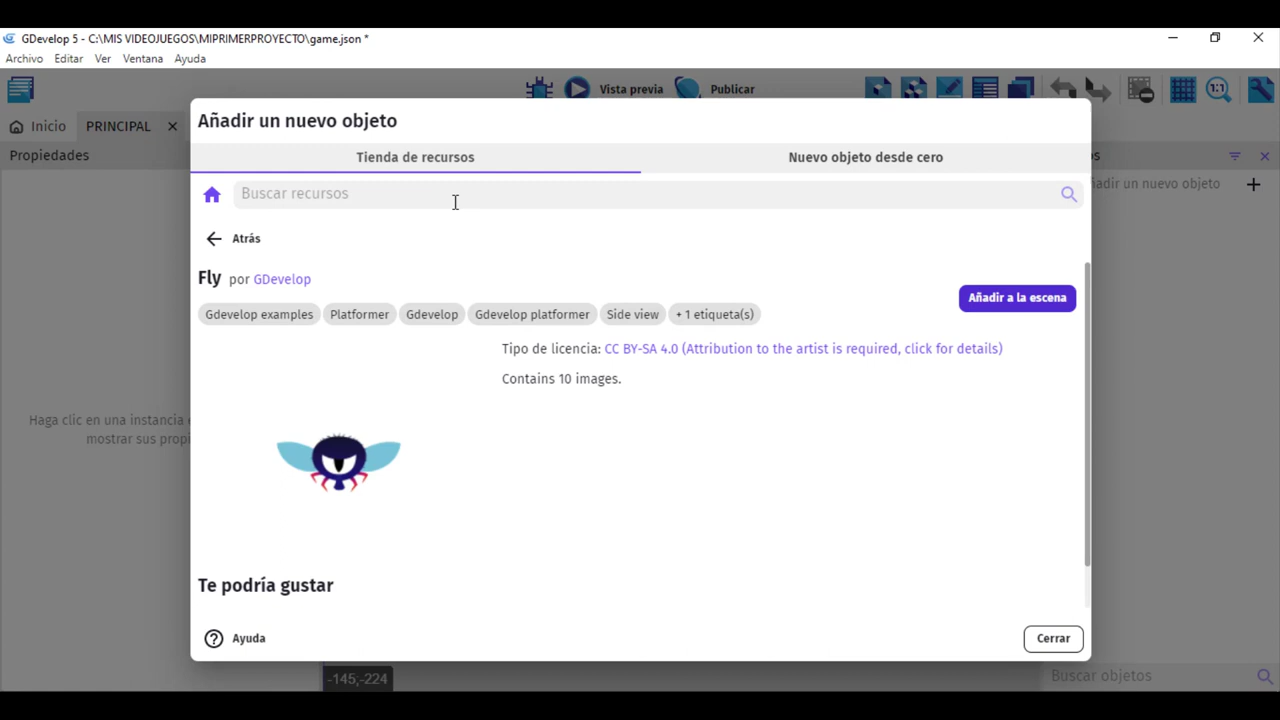 GDevelop 5 - C:\MIS VIDEOJUEGOS\MIPRIMERPROYECTO\game.json *
Archivo Editar Ver Ventana Ayuda
Vista previa Publicar 1:1
Inicio PRINCIPAL
Propiedades
Añadir un nuevo objeto
Tienda de recursos Nuevo objeto desde cero
Buscar recursos
Atrás
Fly por GDevelop
Añadir a la escena
Gdevelop examples Platformer Gdevelop Gdevelop platformer Side view + 1 etiqueta(s)
Tipo de licencia: CC BY-SA 4.0 (Attribution to the artist is required, click for details)
Contains 10 images.
Haga clic en una instancia
mostrar sus
un nuevo objeto
Te podría gustar
Ayuda Cerrar
-145;-224
Buscar objetos